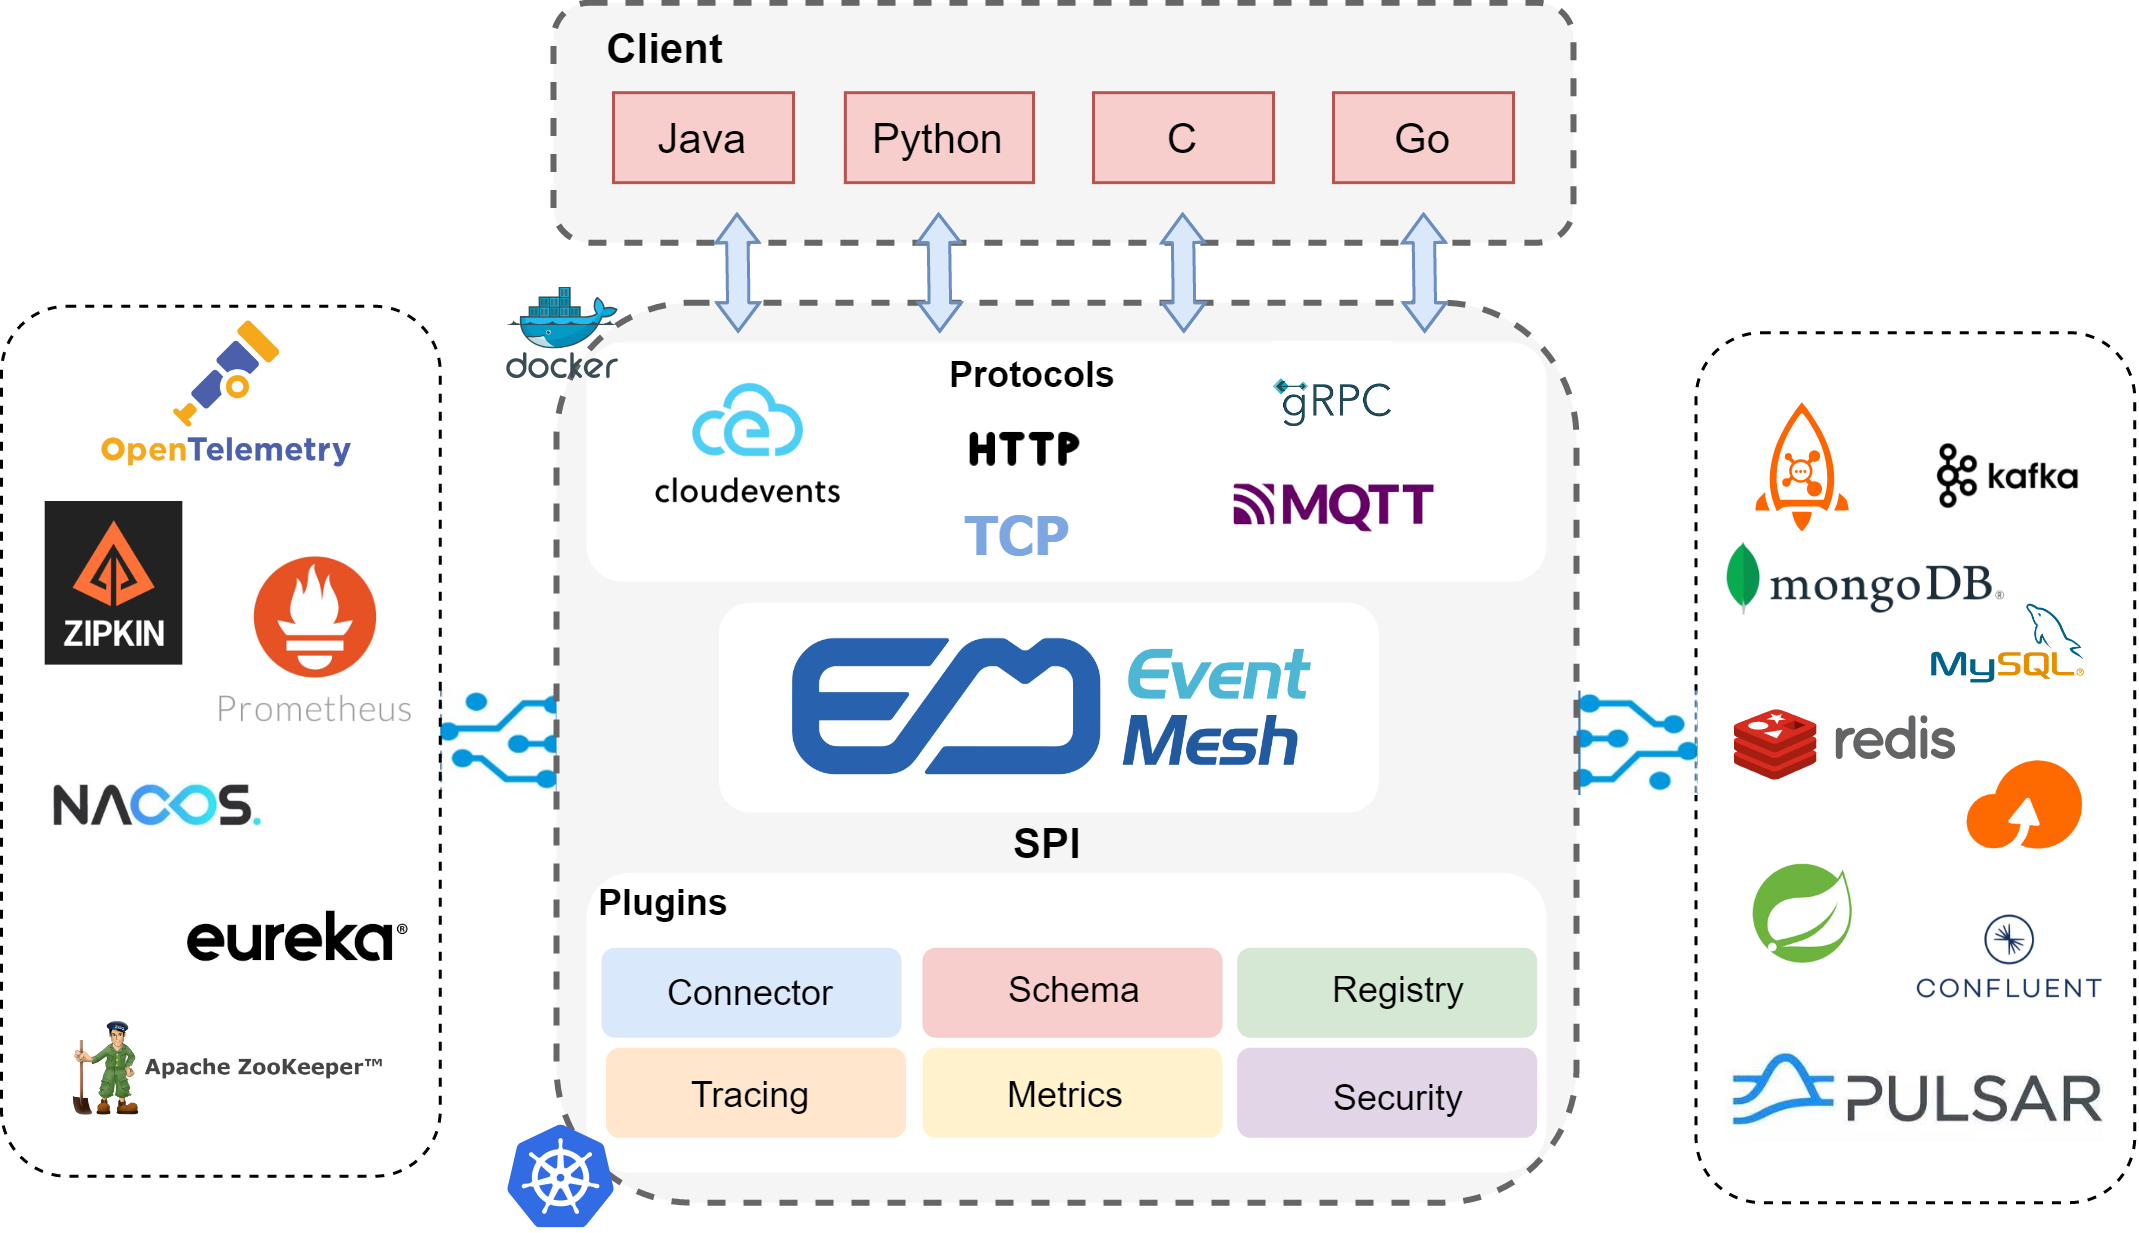 Client
Java
Python
C
Go
docker
Protocols
cloudevents
HTTP
TCP
gRPC
MQTT
Event
Mesh
SPI
Plugins
Connector
Schema
Registry
Tracing
Metrics
Security
OpenTelemetry
ZIPKIN
Prometheus
NACOS.
eureka®
Apache ZooKeeper™
kafka
mongoDB®
MySQL®
redis
CONFLUENT
PULSAR